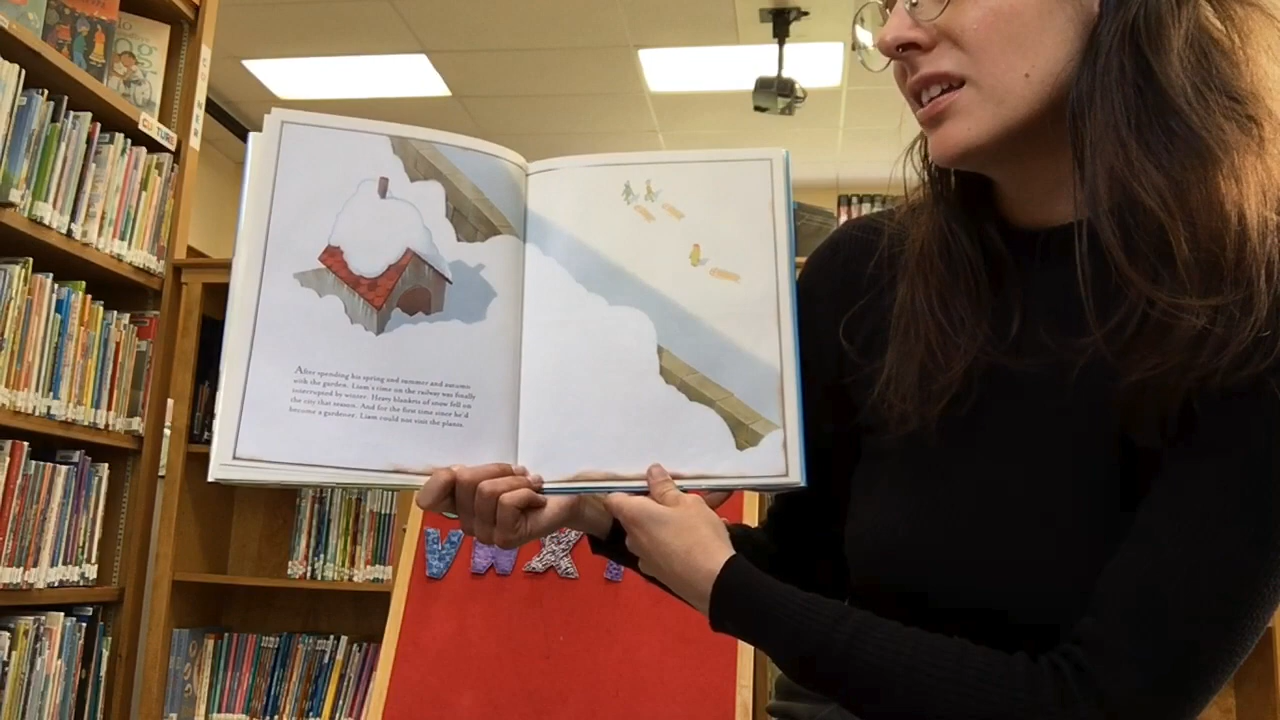 CULTURE
After spending his spring and summer and autumn
with the garden, Liam's time on the railway was finally
interrupted by winter. Heavy blankets of snow fell on
the city that season. And for the first time since he'd
become a gardener, Liam could not visit the plants.
V W X Y